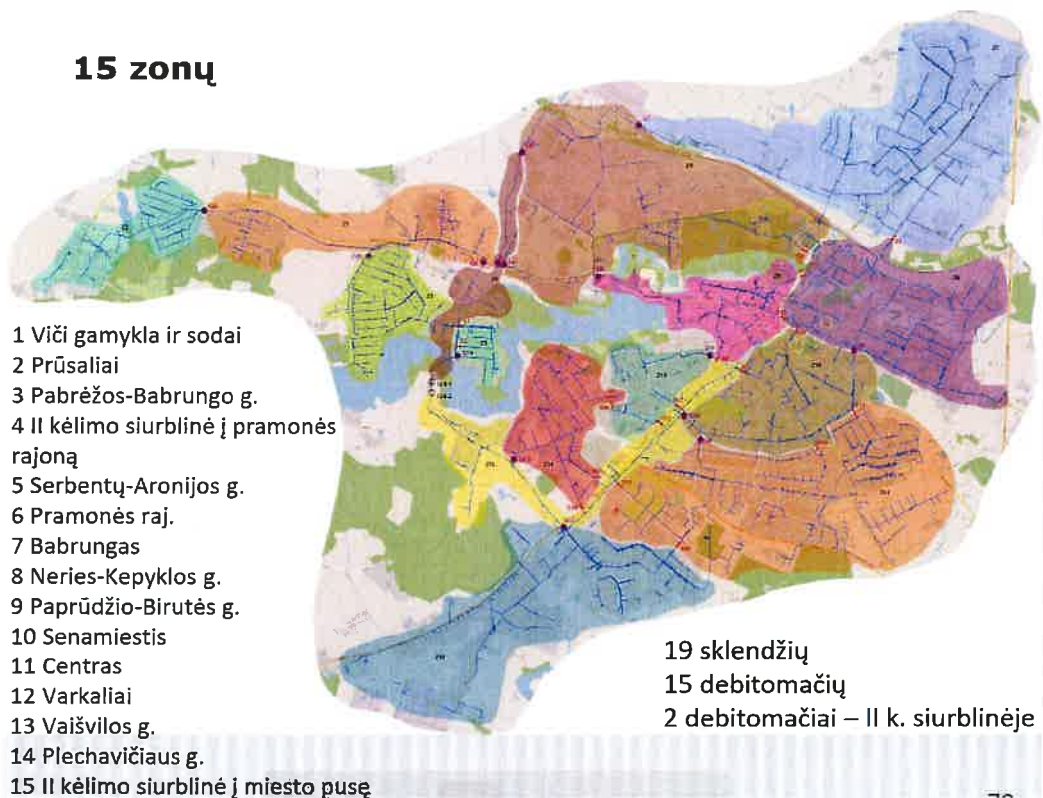 15 zonų
1 Viči gamykla ir sodai
2 Prūsaliai
3 Pabrėžos-Babrungo g.
4 II kėlimo siurblinė į pramonės
rajoną
5 Serbentų-Aronijos g.
6 Pramonės raj.
7 Babrungas
8 Neries-Kepyklos g.
9 Paprūdžio-Birutės g.
10 Senamiestis
11 Centras
12 Varkaliai
13 Vaišvilos g.
14 Plechavičiaus g.
15 II kėlimo siurblinė į miesto pusę
19 sklendžių
15 debitomačių
2 debitomačiai – II k. siurblinėje